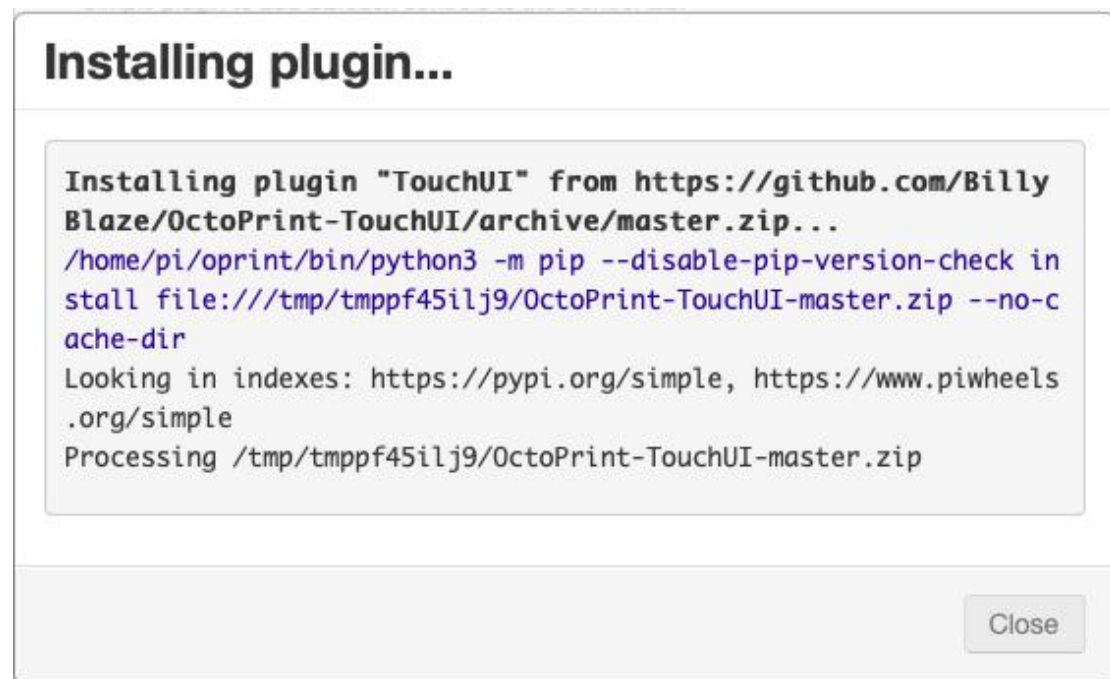 Installing plugin...
Installing plugin "TouchUI" from https://github.com/Billy
Blaze/OctoPrint-TouchUI/archive/master.zip...
/home/pi/oprint/bin/python3 -m pip --disable-pip-version-check in
stall file:///tmp/tmppf45ilj9/OctoPrint-TouchUI-master.zip --no-c
ache-dir
Looking in indexes: https://pypi.org/simple, https://www.piwheels
.org/simple
Processing /tmp/tmppf45ilj9/OctoPrint-TouchUI-master.zip
Close